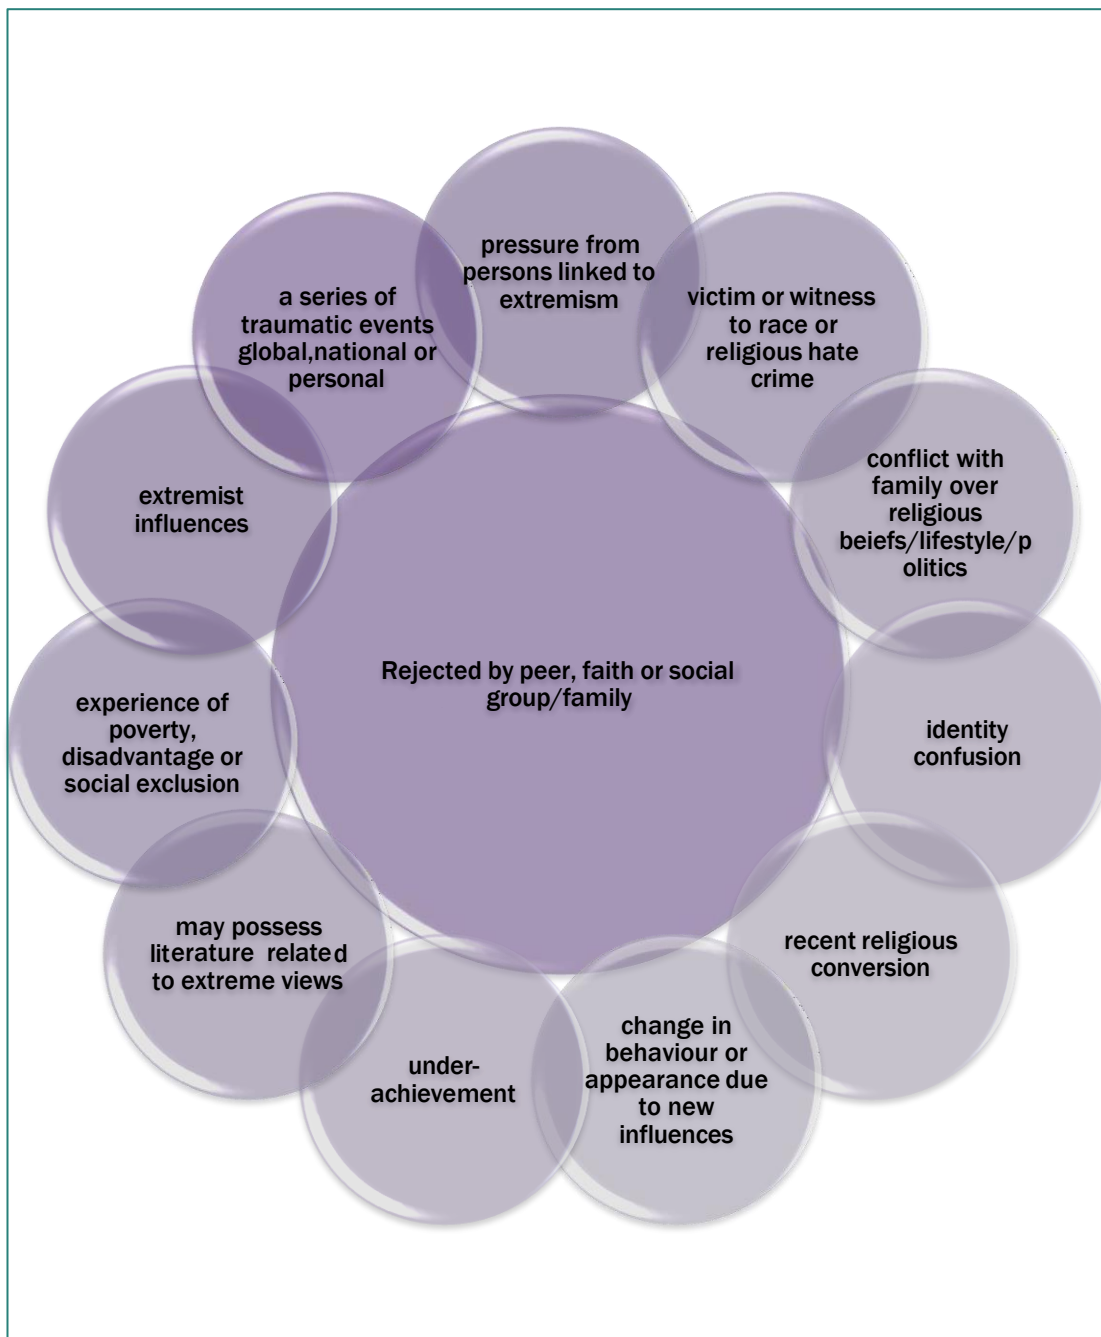 pressure from
persons linked to
extremism
victim or witness
to race or
religious hate
crime
conflict with
family over
religious
beiefs/lifestyle/p
olitics
identity
confusion
recent religious
conversion
change in
behaviour or
appearance due
to new
influences
under-
achievement
may possess
literature related
to extreme views
experience of
poverty,
disadvantage or
social exclusion
extremist
influences
a series of
traumatic events
global,national or
personal
Rejected by peer, faith or social
group/family